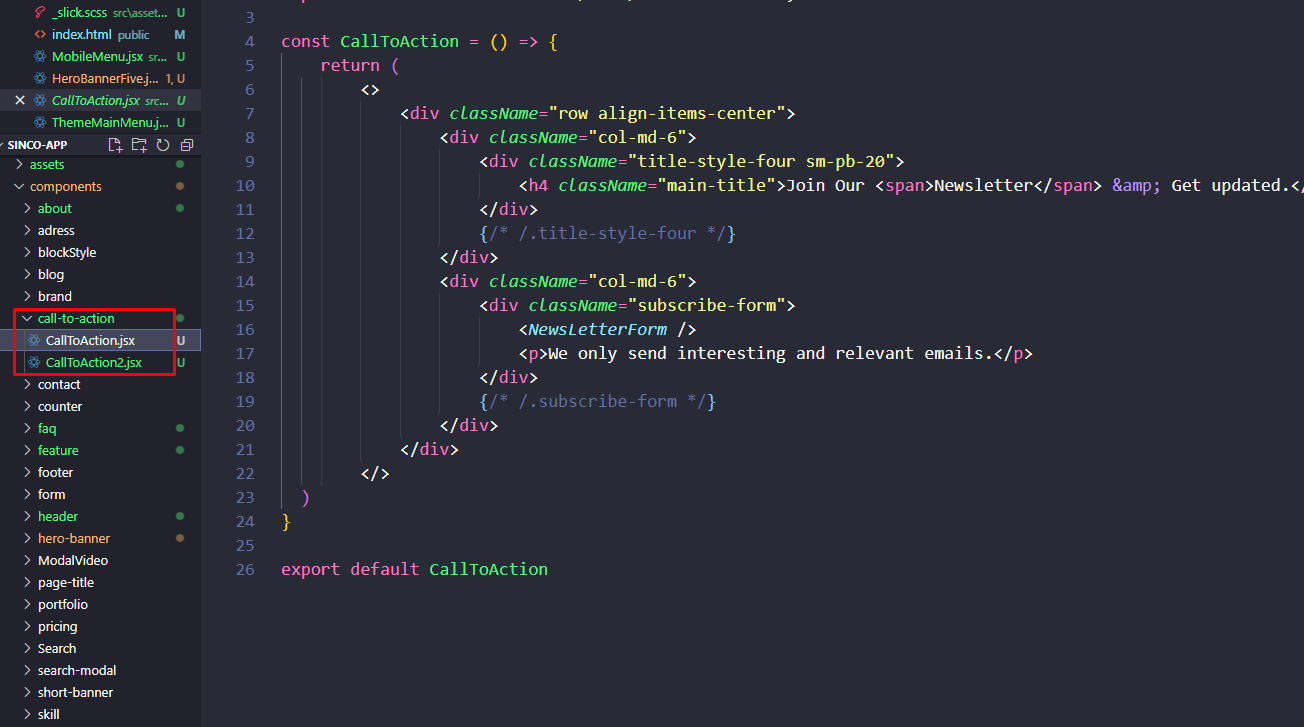 _slick.scss src\asset... U
index.html public M
MobileMenu.jsx sr... U
HeroBannerFive.j... 1, U
CallToAction.jsx src... U
ThemeMainMenu.j... U
SINCO-APP
assets
components
about
adress
blockStyle
blog
brand
call-to-action
CallToAction.jsx U
CallToAction2.jsx U
contact
counter
faq
feature
footer
form
header
hero-banner
ModalVideo
page-title
portfolio
pricing
Search
search-modal
short-banner
skill
3
4 const CallToAction = () => {
5 return (
6 <>
7 <div className="row align-items-center">
8 <div className="col-md-6">
9 <div className="title-style-four sm-pb-20">
10 <h4 className="main-title">Join Our <span>Newsletter</span> &amp; Get updated.</
11 </div>
12 {/* /.title-style-four */}
13 </div>
14 <div className="col-md-6">
15 <div className="subscribe-form">
16 <NewsLetterForm />
17 <p>We only send interesting and relevant emails.</p>
18 </div>
19 {/* /.subscribe-form */}
20 </div>
21 </div>
22 </>
23 )
24 }
25
26 export default CallToAction